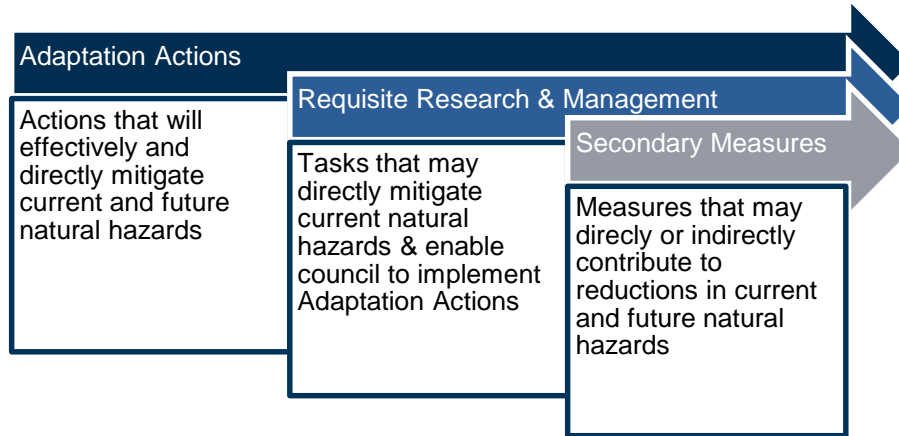 Adaptation Actions
Actions that will
effectively and
directly mitigate
current and future
natural hazards
Requisite Research & Management
Tasks that may
directly mitigate
current natural
hazards & enable
council to implement
Adaptation Actions
Secondary Measures
Measures that may
direcly or indirectly
contribute to
reductions in current
and future natural
hazards